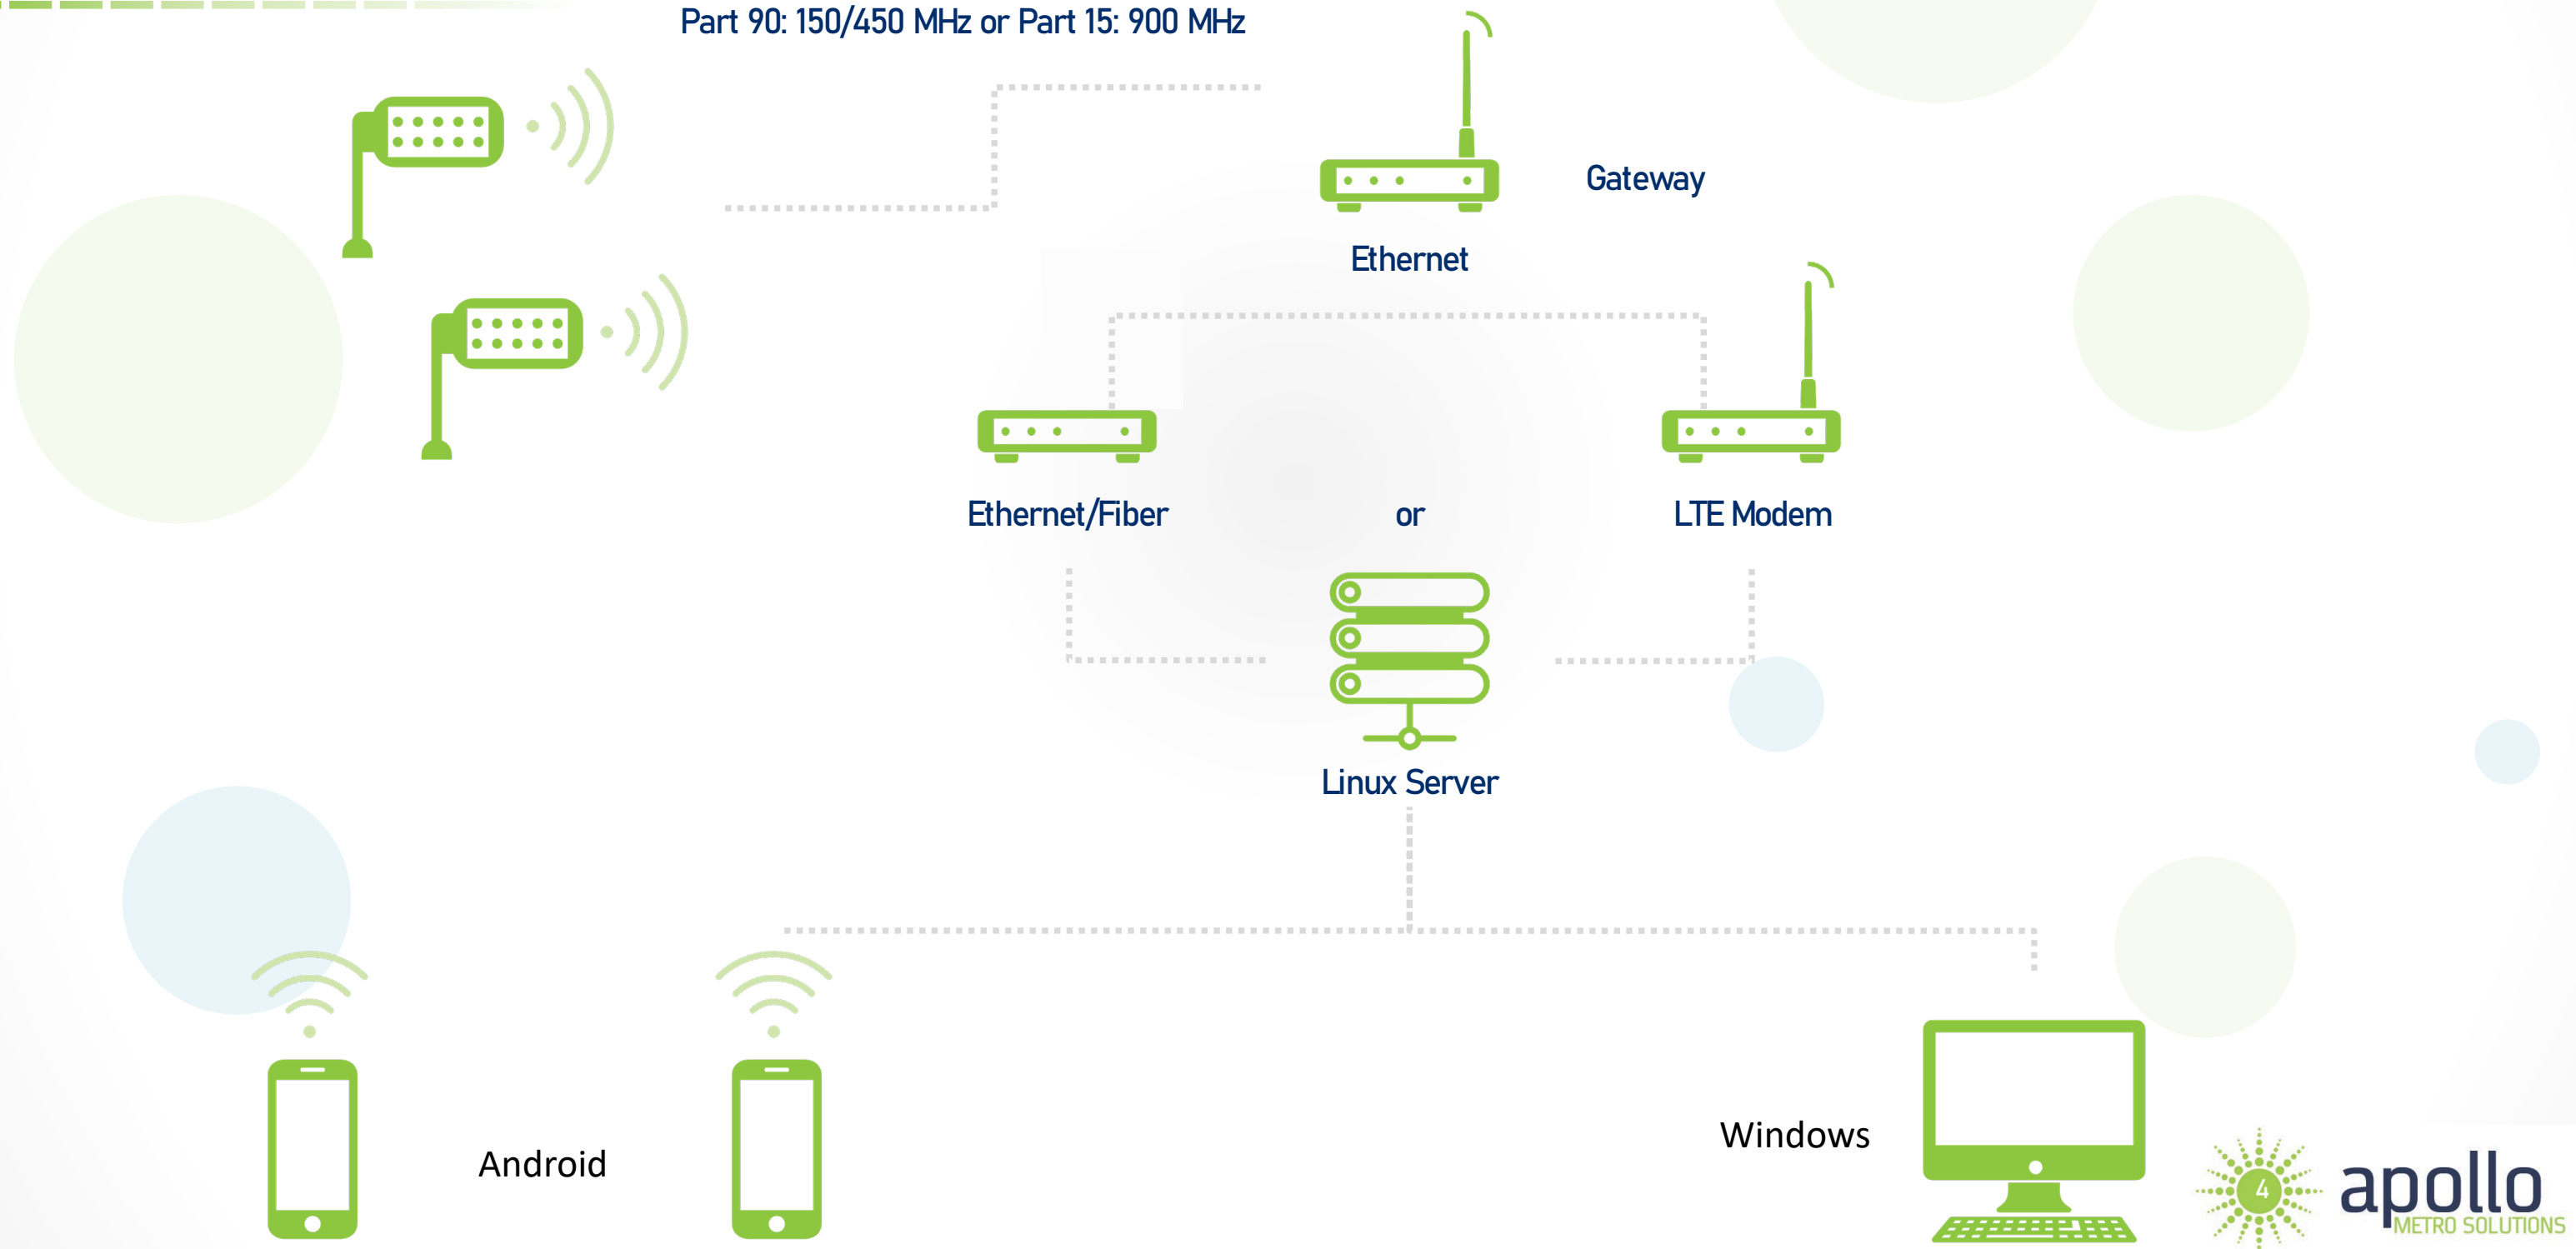 Part 90: 150/450 MHz or Part 15: 900 MHz
Gateway
Ethernet
Ethernet/Fiber
or
LTE Modem
Linux Server
Android
Windows
4
apollo
METRO SOLUTIONS